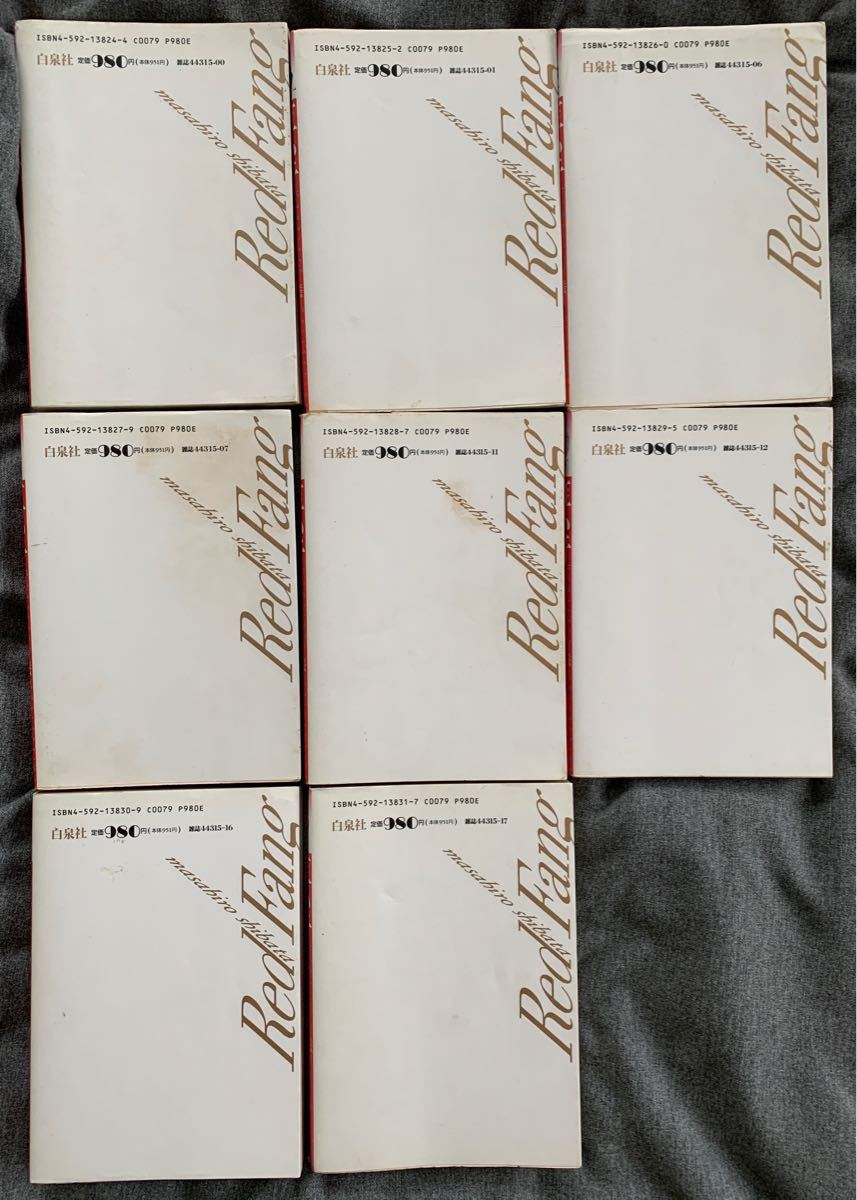 ISBN4-592-13824-4 C0079 P980E
白泉社 定価980円(本体951円) 雑誌44315-00
masahiro shibata
Red Fang
ISBN4-592-13825-2 C0079 P980E
白泉社 定価980円(本体951円) 雑誌44315-01
masahiro shibata
Red Fang
ISBN4-592-13826-0 C0079 P980E
白泉社 定価980円(本体951円) 雑誌44315-06
masahiro shibata
Red Fang
ISBN4-592-13827-9 C0079 P980E
白泉社 定価980円(本体951円) 雑誌44315-07
masahiro shibata
Red Fang
ISBN4-592-13828-7 C0079 P980E
白泉社 定価980円(本体951円) 雑誌44315-11
masahiro shibata
Red Fang
ISBN4-592-13829-5 C0079 P980E
白泉社 定価980円(本体951円) 雑誌44315-12
masahiro shibata
Red Fang
ISBN4-592-13830-9 C0079 P980E
白泉社 定価980円(本体951円) 雑誌44315-16
masahiro shibata
Red Fang
ISBN4-592-13831-7 C0079 P980E
白泉社 定価980円(本体951円) 雑誌44315-17
masahiro shibata
Red Fang